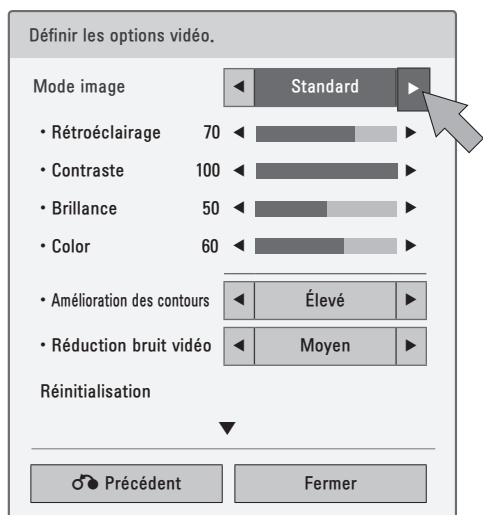 Définir les options vidéo.
Mode image ◄ Standard ►
• Rétroéclairage 70 ◄ ►
• Contraste 100 ◄ ►
• Brillance 50 ◄ ►
• Color 60 ◄ ►
• Amélioration des contours ◄ Élevé ►
• Réduction bruit vidéo ◄ Moyen ►
Réinitialisation
▼
Précédent Fermer